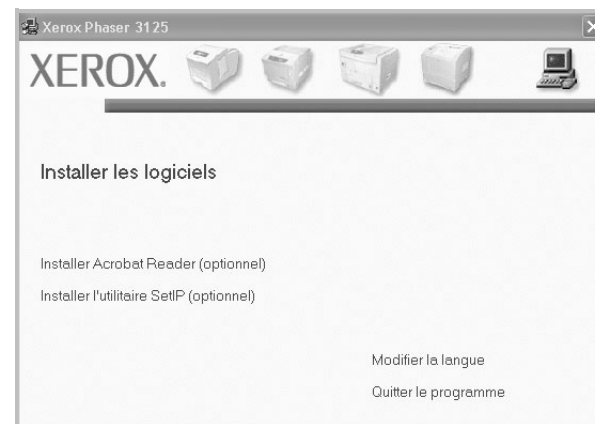 Xerox Phaser 3125
XEROX.
Installer les logiciels
Installer Acrobat Reader (optionnel)
Installer l'utilitaire SetIP (optionnel)
Modifier la langue
Quitter le programme